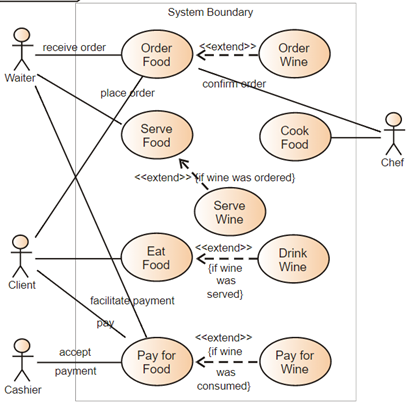 System Boundary
Waiter
receive order
Order
Food
<<extend>>
Order
Wine
place order
confirm order
Serve
Food
Cook
Food
Chef
<<extend>> {if wine was ordered}
Serve
Wine
Client
Eat
Food
<<extend>>
{if wine
was
served}
Drink
Wine
facilitate payment
pay
Cashier
accept
payment
Pay for
Food
<<extend>>
{if wine
was
consumed}
Pay for
Wine